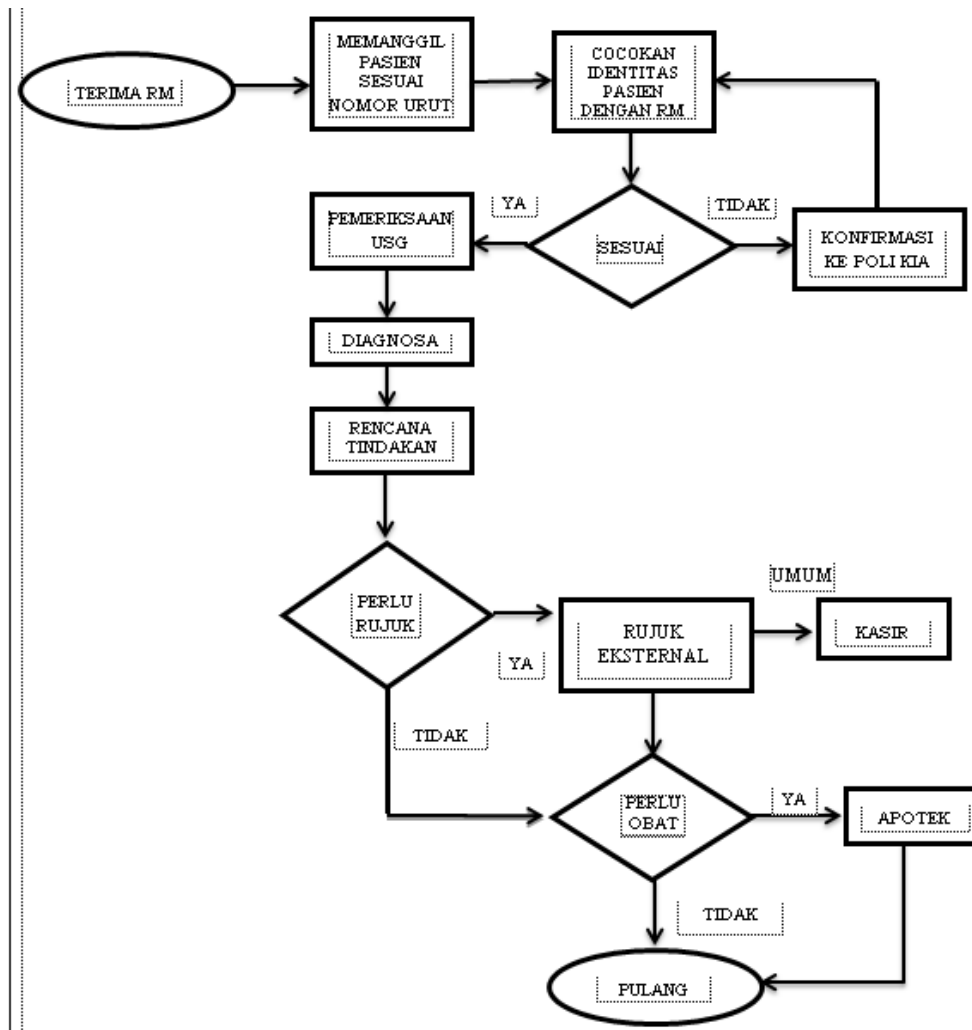 TERIMA RM
MEMANGGIL
PASIEN
SESUAI
NOMOR URUT
COCOKAN
IDENTITAS
PASIEN
DENGAN RM
YA
TIDAK
PEMERIKSAAN
USG
SESUAI
KONFIRMASI
KE POLI KIA
DIAGNOSA
RENCANA
TINDAKAN
PERLU
RUJUK
YA
RUJUK
EKSTERNAL
UMUM
KASIR
TIDAK
PERLU
OBAT
YA
APOTEK
TIDAK
PULANG